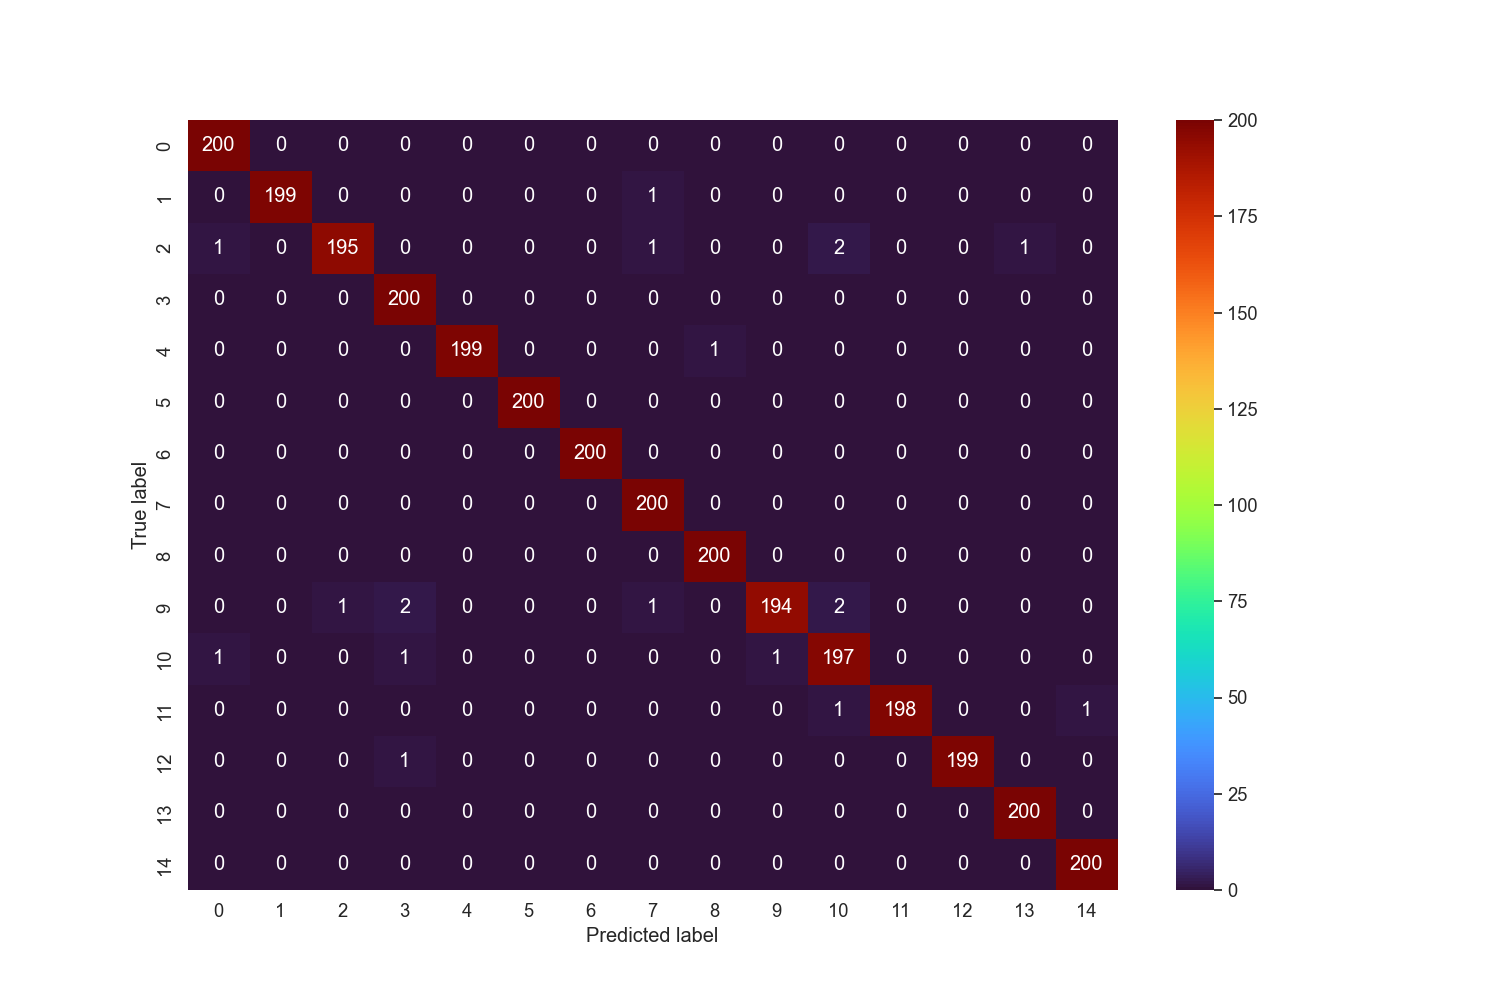 0 200 0 0 0 0 0 0 0 0 0 0 0 0 0 0
1 0 199 0 0 0 0 0 1 0 0 0 0 0 0 0
2 1 0 195 0 0 0 0 1 0 0 2 0 0 1 0
3 0 0 0 200 0 0 0 0 0 0 0 0 0 0 0
4 0 0 0 0 199 0 0 0 1 0 0 0 0 0 0
5 0 0 0 0 0 200 0 0 0 0 0 0 0 0 0
6 0 0 0 0 0 0 200 0 0 0 0 0 0 0 0
7 0 0 0 0 0 0 0 200 0 0 0 0 0 0 0
8 0 0 0 0 0 0 0 0 200 0 0 0 0 0 0
9 0 0 1 2 0 0 0 1 0 194 2 0 0 0 0
10 1 0 0 1 0 0 0 0 0 1 197 0 0 0 0
11 0 0 0 0 0 0 0 0 0 0 1 198 0 0 1
12 0 0 0 1 0 0 0 0 0 0 0 0 199 0 0
13 0 0 0 0 0 0 0 0 0 0 0 0 0 200 0
14 0 0 0 0 0 0 0 0 0 0 0 0 0 0 200
0 1 2 3 4 5 6 7 8 9 10 11 12 13 14
Predicted label
True label
200
175
150
125
100
75
50
25
0